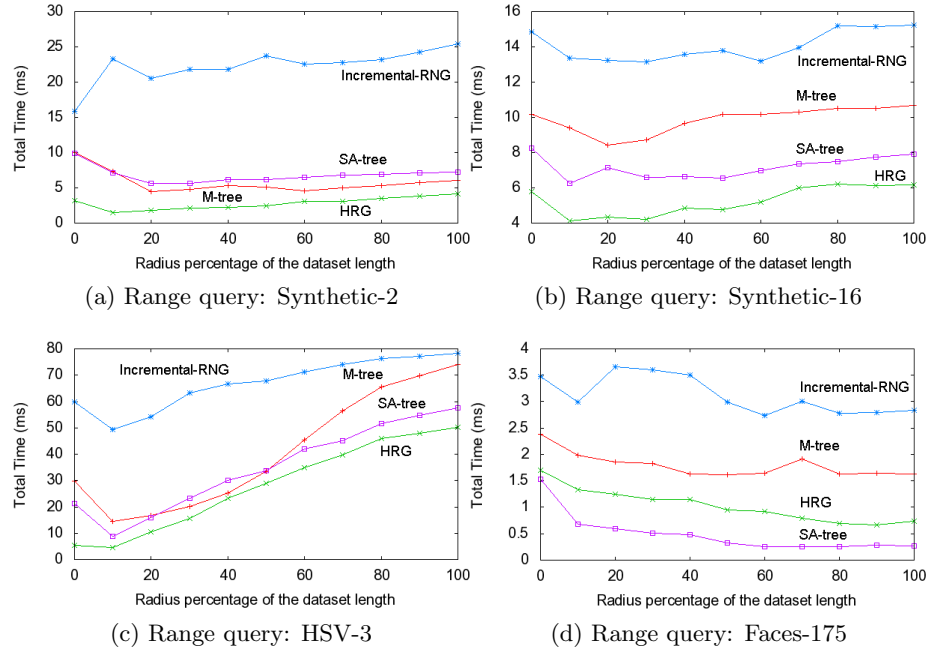 30
25
20
15
10
5
0
Total Time (ms)
Incremental-RNG
SA-tree
M-tree
HRG
0 20 40 60 80 100
Radius percentage of the dataset length
(a) Range query: Synthetic-2
16
14
12
10
8
6
4
Total Time (ms)
Incremental-RNG
M-tree
SA-tree
HRG
0 20 40 60 80 100
Radius percentage of the dataset length
(b) Range query: Synthetic-16
80
70
60
50
40
30
20
10
0
Total Time (ms)
Incremental-RNG
M-tree
SA-tree
HRG
0 20 40 60 80 100
Radius percentage of the dataset length
(c) Range query: HSV-3
4
3.5
3
2.5
2
1.5
1
0.5
0
Total Time (ms)
Incremental-RNG
M-tree
HRG
SA-tree
0 20 40 60 80 100
Radius percentage of the dataset length
(d) Range query: Faces-175